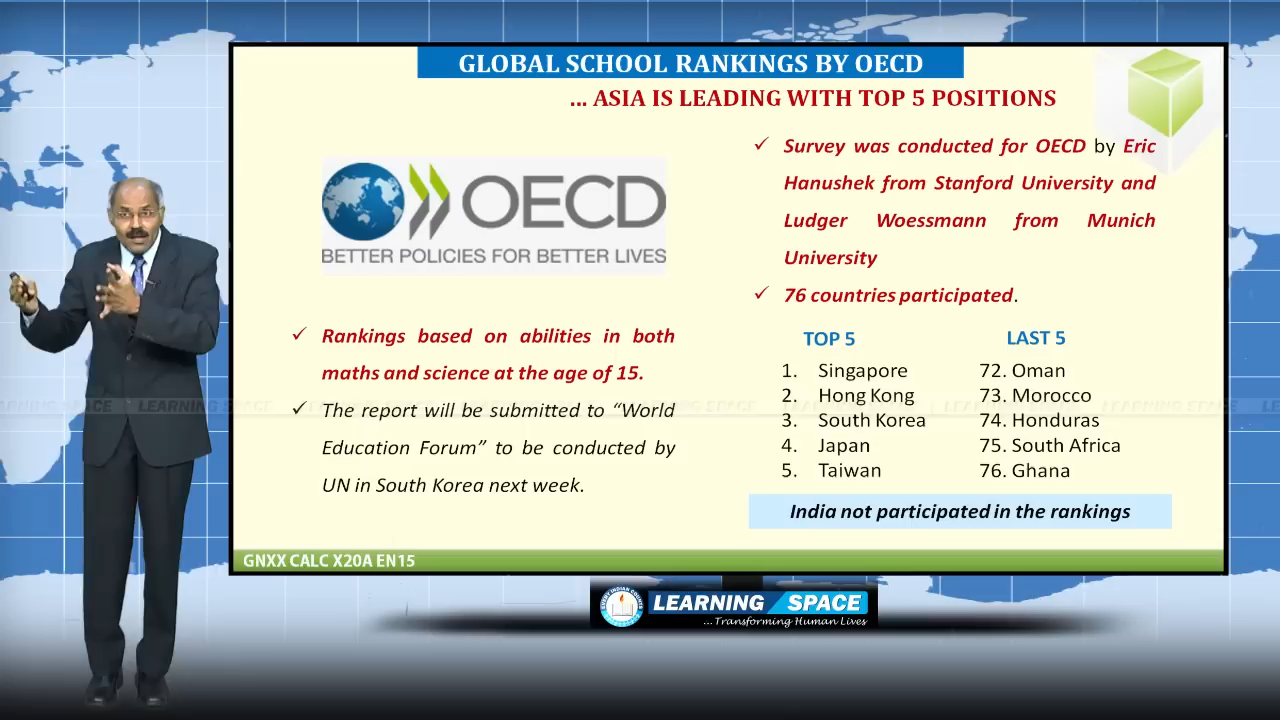 GLOBAL SCHOOL RANKINGS BY OECD
... ASIA IS LEADING WITH TOP 5 POSITIONS
OECD
BETTER POLICIES FOR BETTER LIVES
✓ Rankings based on abilities in both
maths and science at the age of 15.
✓ The report will be submitted to “World
Education Forum” to be conducted by
UN in South Korea next week.
✓ Survey was conducted for OECD by Eric
Hanushek from Stanford University and
Ludger Woessmann from Munich
University
✓ 76 countries participated.
TOP 5
1. Singapore
2. Hong Kong
3. South Korea
4. Japan
5. Taiwan
LAST 5
72. Oman
73. Morocco
74. Honduras
75. South Africa
76. Ghana
India not participated in the rankings
GNXX CALC X20A EN15
LEARNING SPACE
...Transforming Human Lives